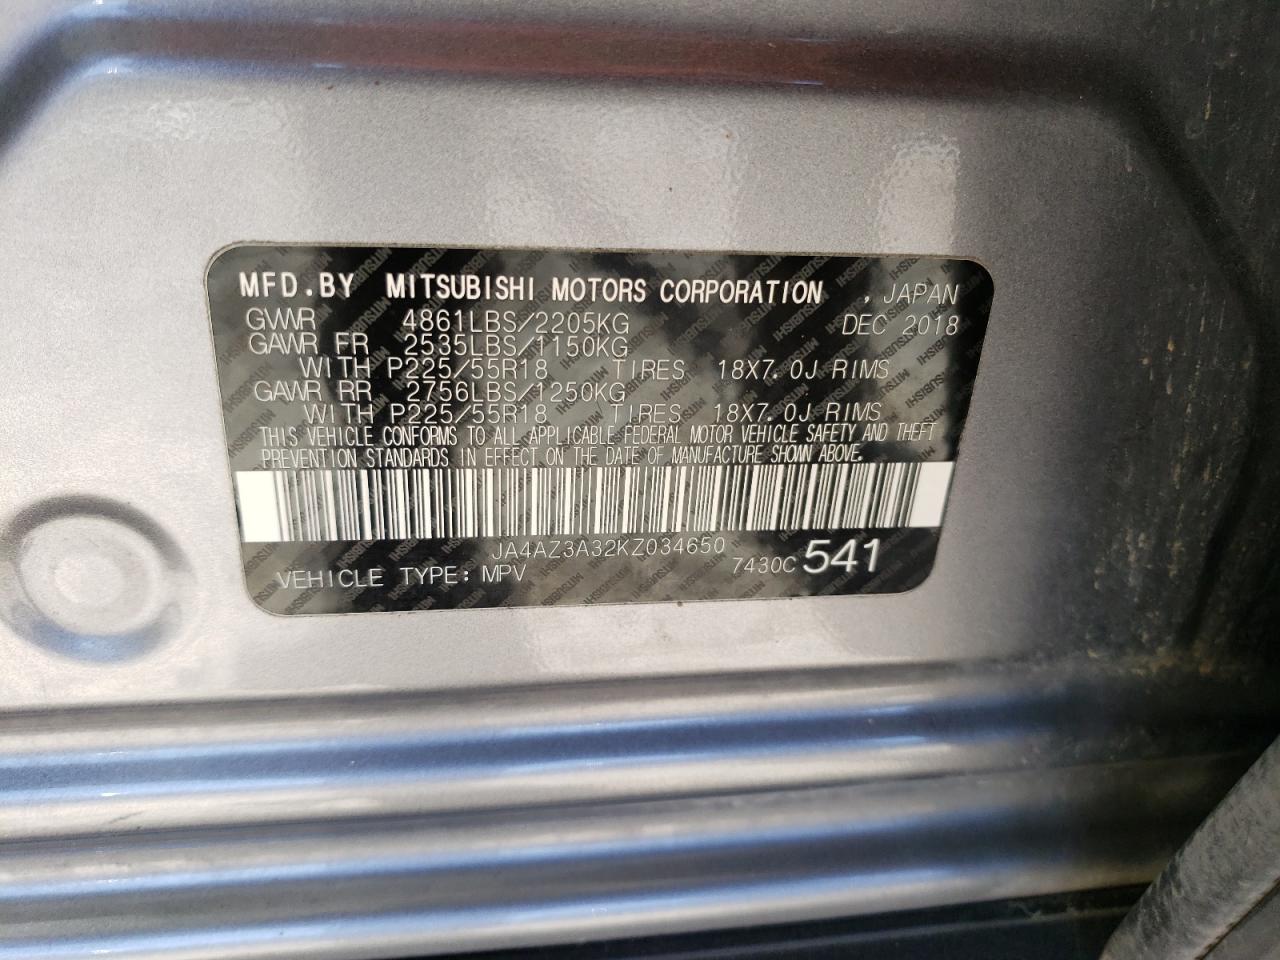 MFD.BY MITSUBISHI MOTORS CORPORATION , JAPAN
GVWR 4861LBS/2205KG DEC 2018
GAWR FR 2535LBS/1150KG
WITH P225/55R18 TIRES 18X7.0J RIMS
GAWR RR 2756LBS/1250KG
WITH P225/55R18 TIRES 18X7.0J RIMS
THIS VEHICLE CONFORMS TO ALL APPLICABLE FEDERAL MOTOR VEHICLE SAFETY AND THEFT
PREVENTION STANDARDS IN EFFECT ON THE DATE OF MANUFACTURE SHOWN ABOVE.
JA4AZ3A32KZ034650
VEHICLE TYPE: MPV 7430C 541